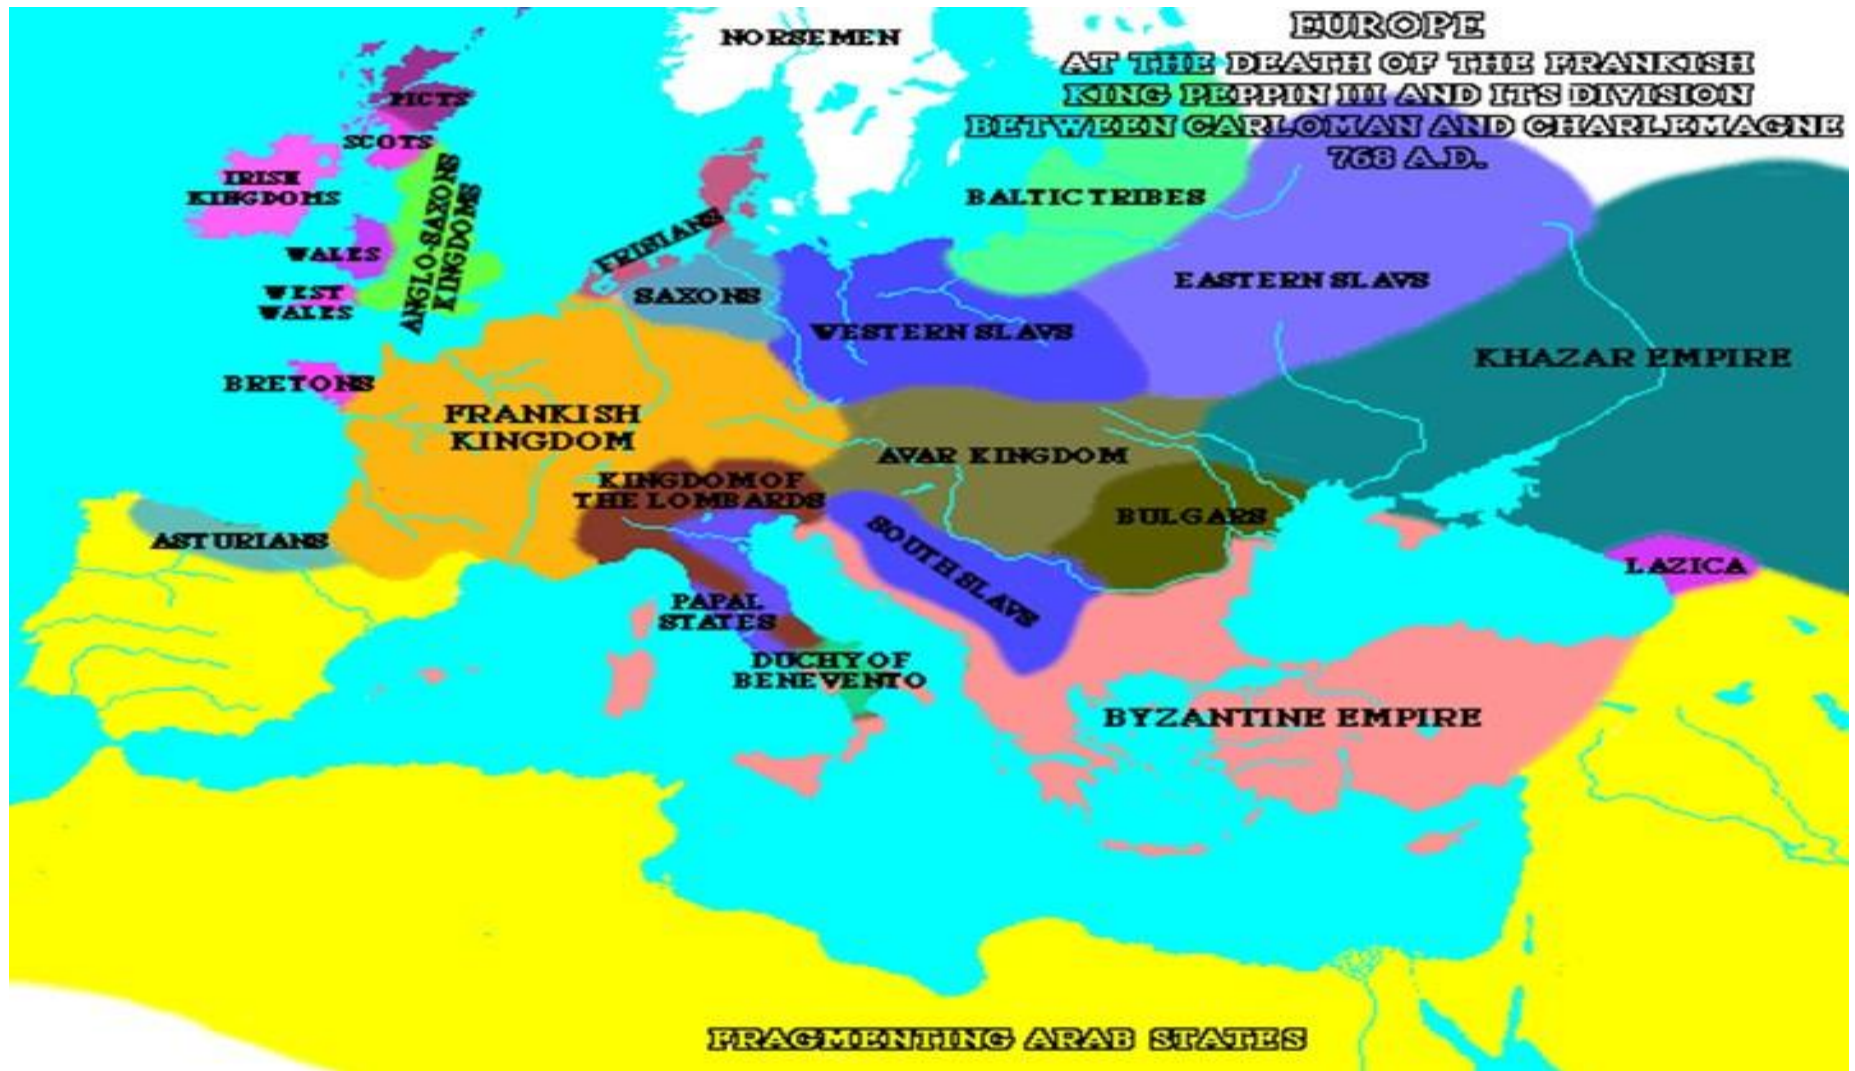 EUROPE
AT THE DEATH OF THE FRANKISH
KING PEPPIN III AND ITS DIVISION
BETWEEN CARLOMAN AND CHARLEMAGNE
768 A.D.
NORSEMEN
PICTS
SCOTS
IRISH
KINGDOMS
ANGLO-SAXONS
KINGDOMS
WALES
WEST
WALES
BRETONS
FRISIANS
SAXONS
BALTIC TRIBES
EASTERN SLAVS
WESTERN SLAVS
KHAZAR EMPIRE
FRANKISH
KINGDOM
AVAR KINGDOM
KINGDOM OF
THE LOMBARDS
BULGARS
SOUTH SLAVS
ASTURIANS
LAZICA
PAPAL
STATES
DUCHY OF
BENEVENTO
BYZANTINE EMPIRE
FRAGMENTING ARAB STATES